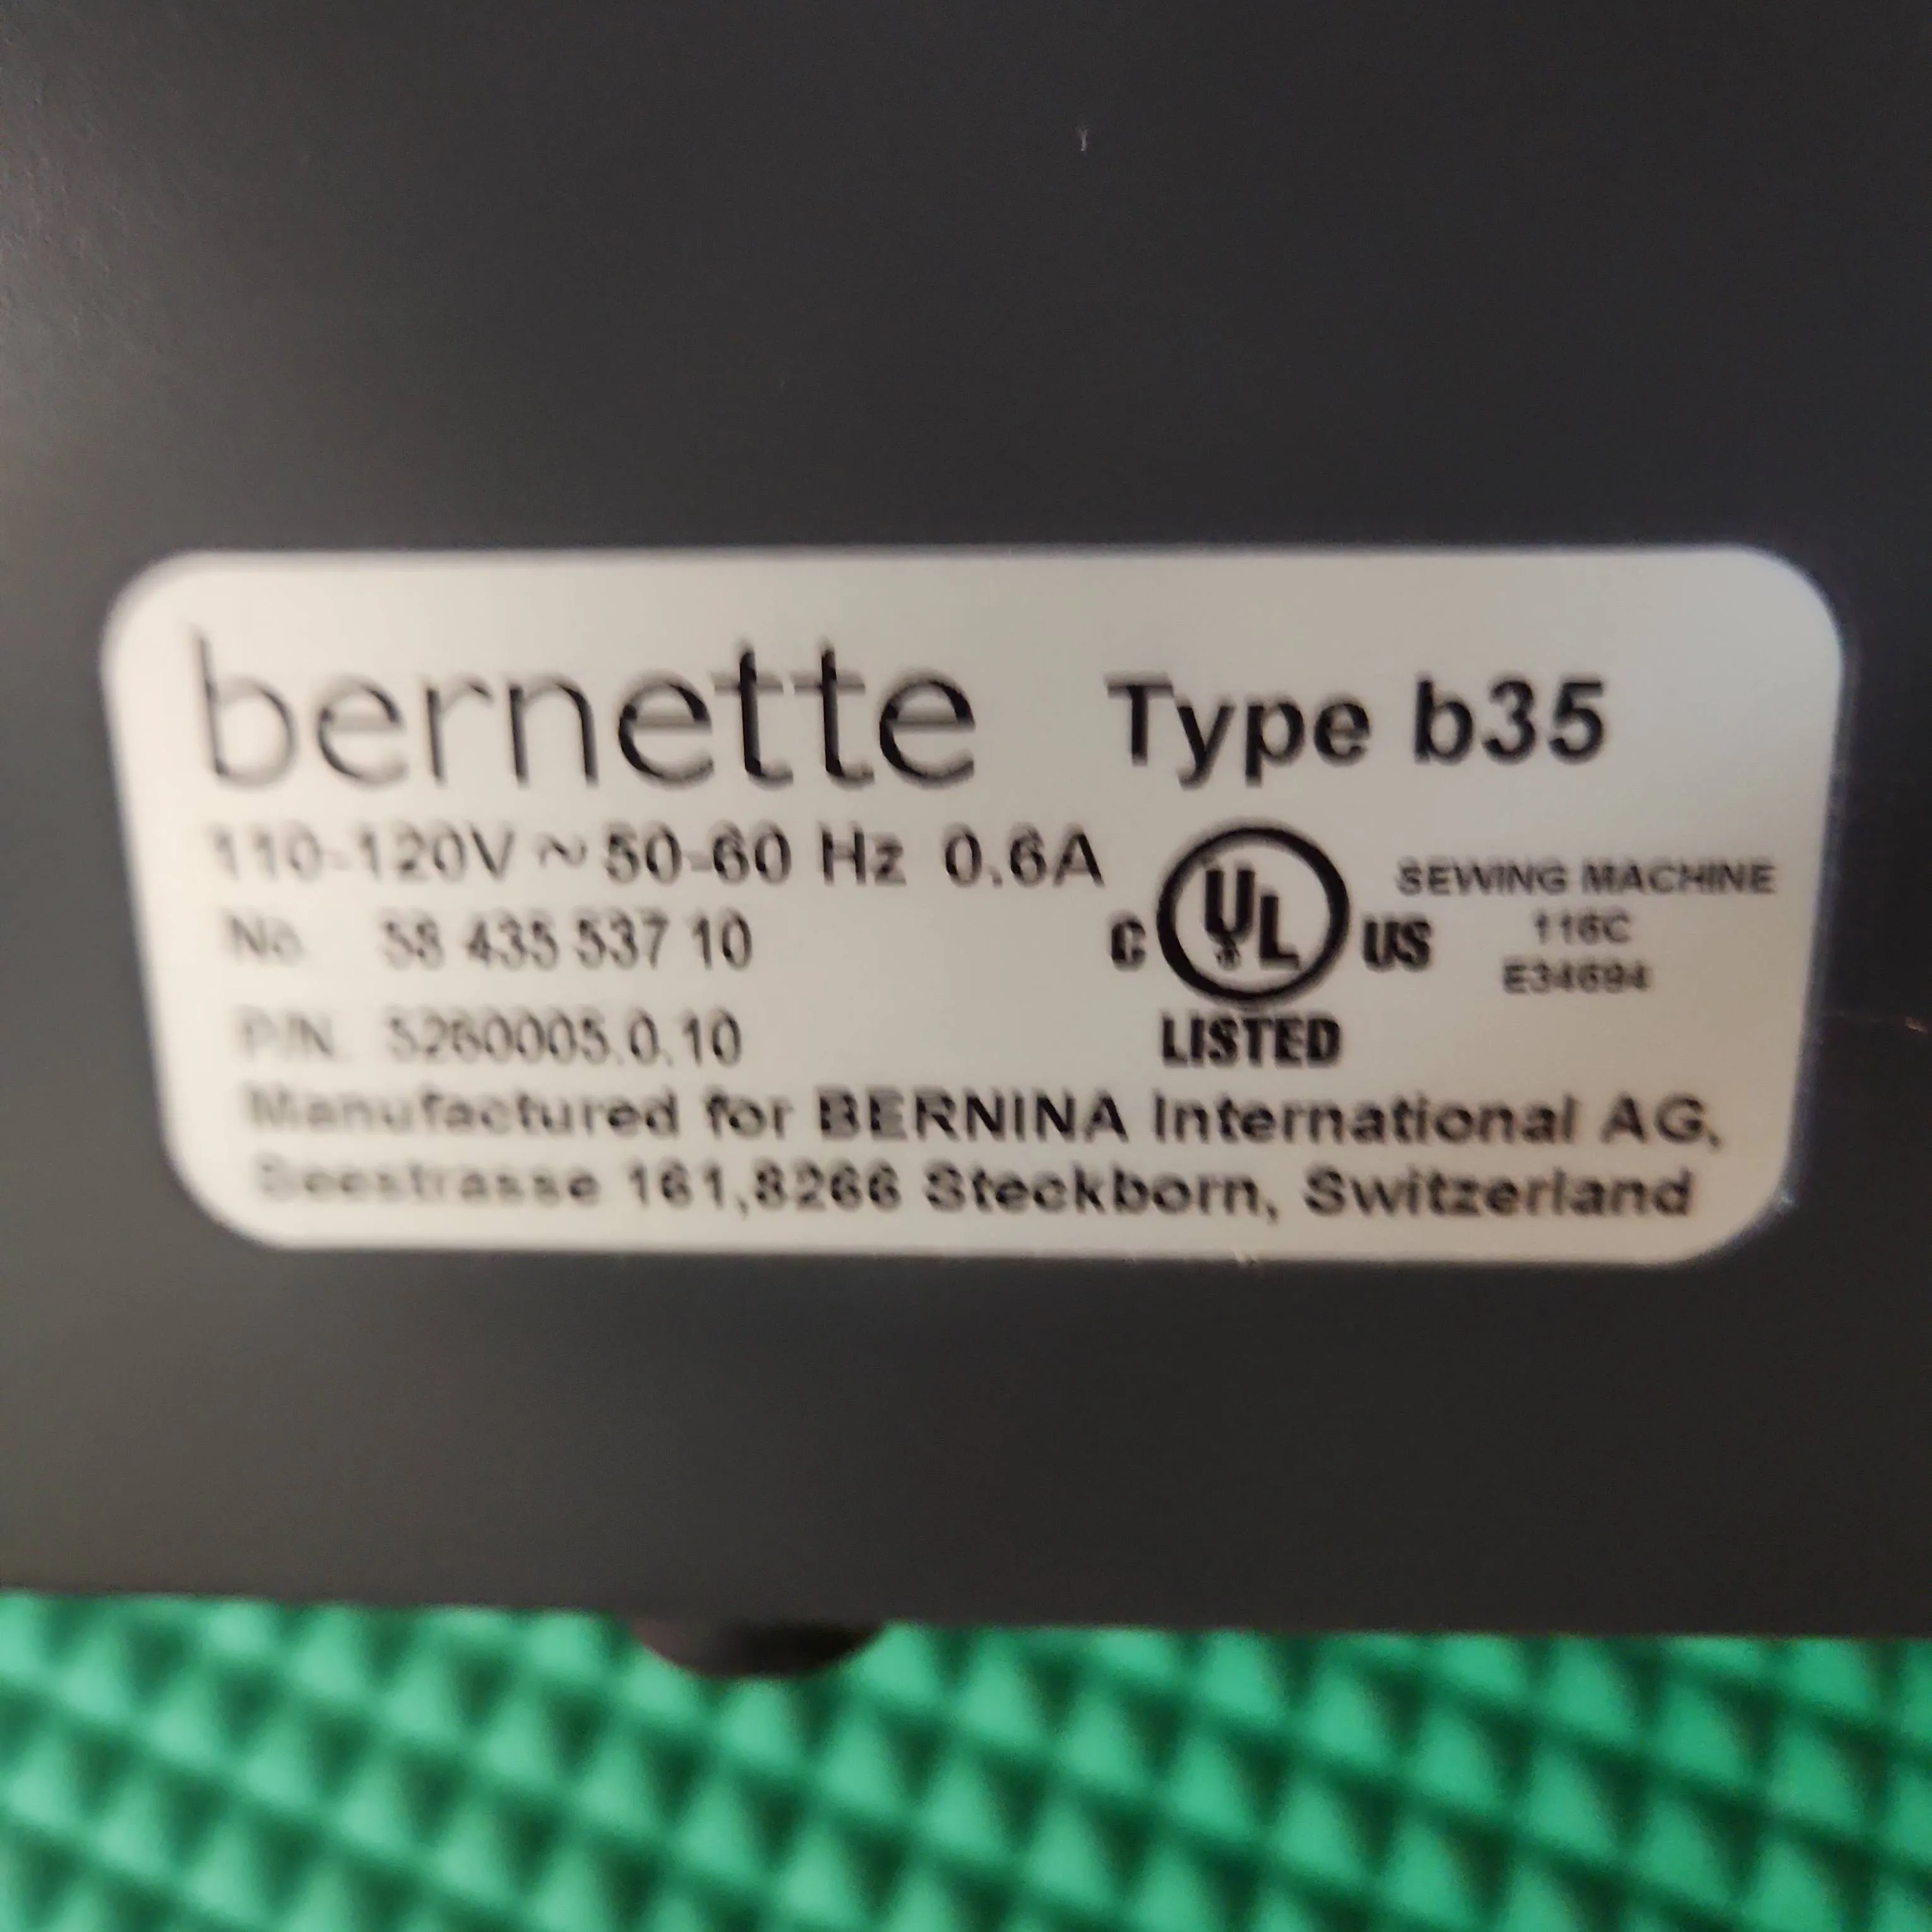 bernette Type b35
110-120V ~ 50-60 Hz 0.6A
No. 58 435 537 10
P/N. 5260005.0.10
C UL US
LISTED
SEWING MACHINE
116C
E34694
Manufactured for BERNINA International AG,
Seestrasse 161,8266 Steckborn, Switzerland